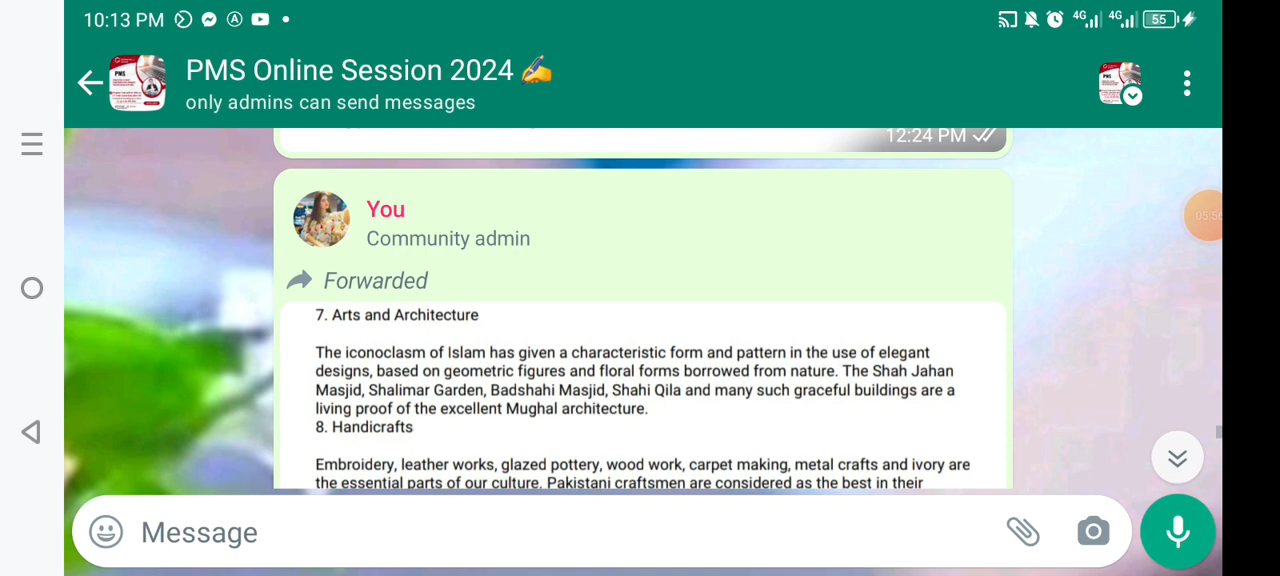 10:13 PM
4G 4G 55
PMS Online Session 2024
only admins can send messages
12:24 PM
05:56
You
Community admin
Forwarded
7. Arts and Architecture
The iconoclasm of Islam has given a characteristic form and pattern in the use of elegant
designs, based on geometric figures and floral forms borrowed from nature. The Shah Jahan
Masjid, Shalimar Garden, Badshahi Masjid, Shahi Qila and many such graceful buildings are a
living proof of the excellent Mughal architecture.
8. Handicrafts
Embroidery, leather works, glazed pottery, wood work, carpet making, metal crafts and ivory are
the essential parts of our culture. Pakistani craftsmen are considered as the best in their
Message